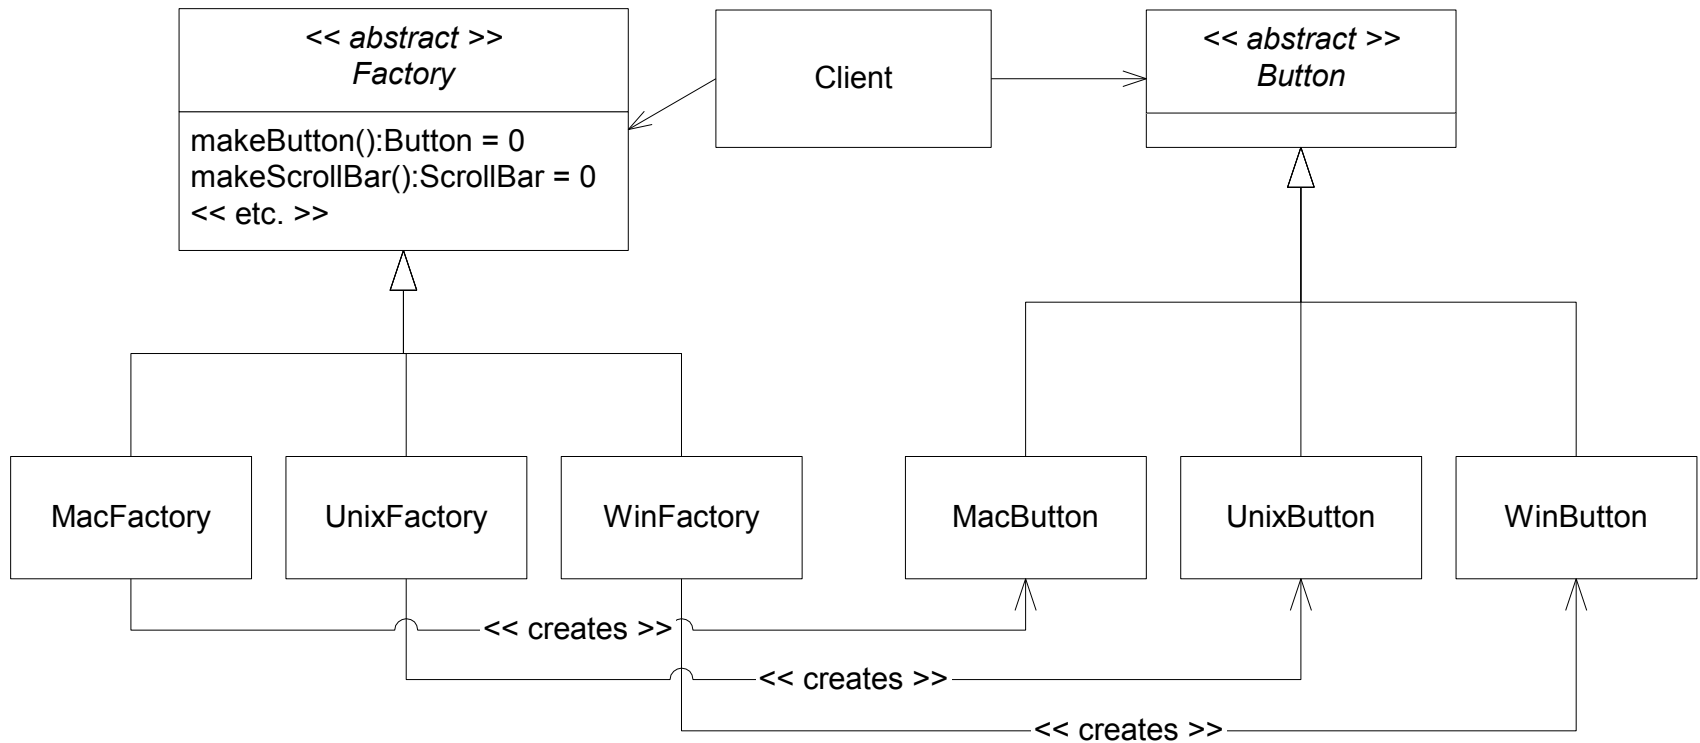 << abstract >>
Factory
makeButton():Button = 0
makeScrollBar():ScrollBar = 0
<< etc. >>
Client
<< abstract >>
Button
MacFactory
UnixFactory
WinFactory
MacButton
UnixButton
WinButton
<< creates >>
<< creates >>
<< creates >>